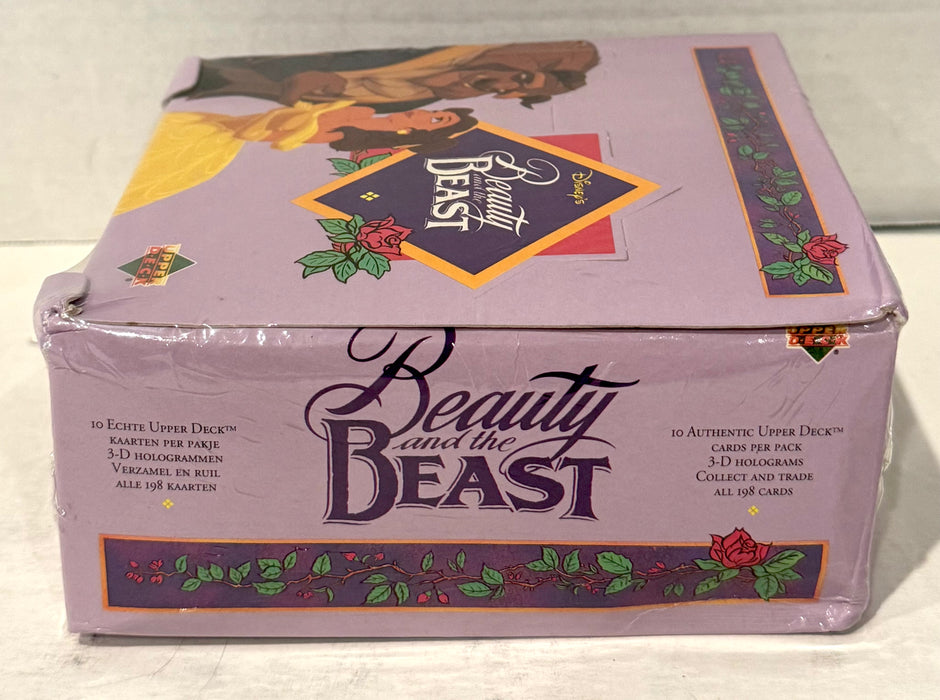 Disney's
Beauty
and the
BEAST
UPPER
DECK
Beauty
and the
BEAST
UPPER
DECK
10 ECHTE UPPER DECK™
KAARTEN PER PAKJE
3-D HOLOGRAMMEN
VERZAMEL EN RUIL
ALLE 198 KAARTEN
10 AUTHENTIC UPPER DECK™
CARDS PER PACK
3-D HOLOGRAMS
COLLECT AND TRADE
ALL 198 CARDS